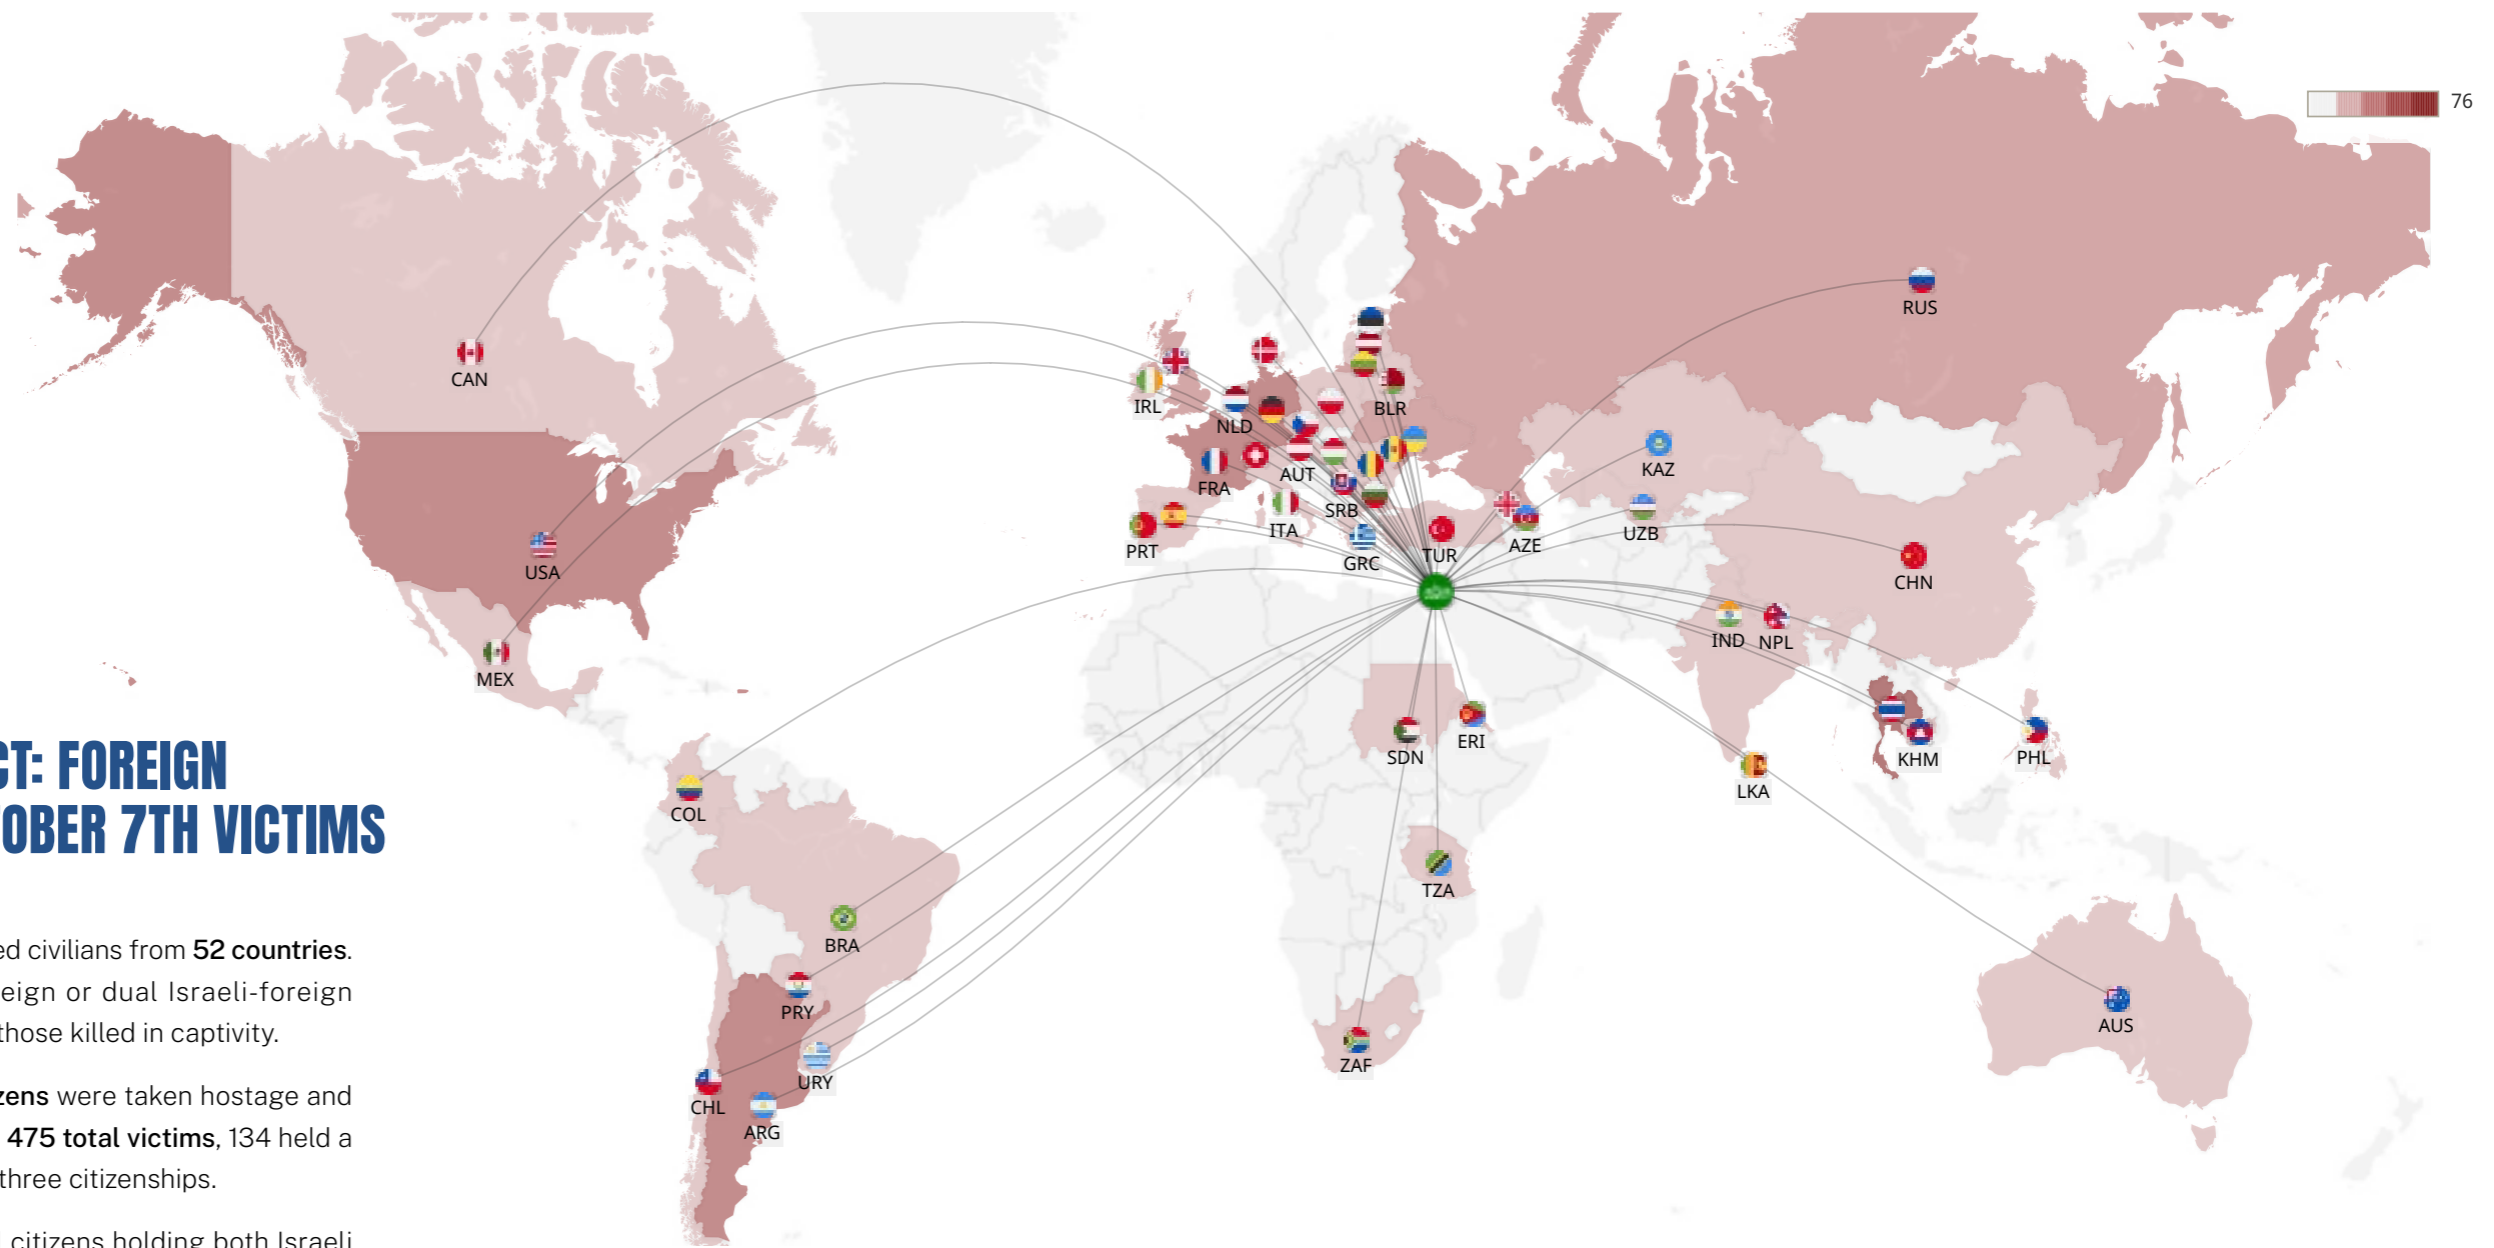 76
RUS
CAN
IRL
BLR
NLD
KAZ
AUT
FRA
SRB
UZB
ITA
PRT
AZE
TUR
GRC
USA
CHN
IND
NPL
MEX
CT: FOREIGN
OBER 7TH VICTIMS
SDN
ERI
KHM
PHL
LKA
COL
TZA
BRA
ed civilians from 52 countries.
eign or dual Israeli-foreign
those killed in captivity.
PRY
AUS
ZAF
URY
CHL
ARG
zens were taken hostage and
475 total victims, 134 held a
three citizenships.
citizens holding both Israeli